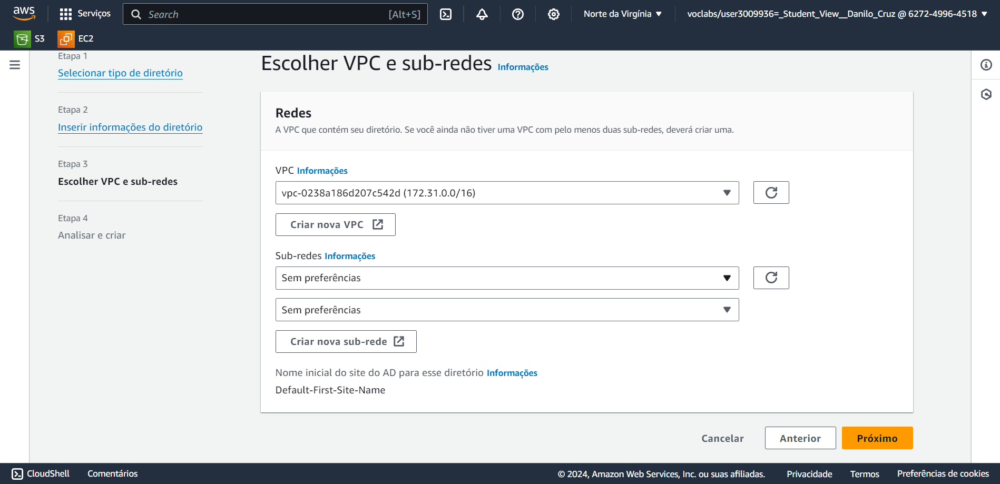 aws
Serviços
Search
[Alt+S]
Norte da Virgínia
voclabs/user3009936=_Student_View__Danilo_Cruz @ 6272-4996-4518
S3
EC2
Etapa 1
Selecionar tipo de diretório
Etapa 2
Inserir informações do diretório
Etapa 3
Escolher VPC e sub-redes
Etapa 4
Analisar e criar
Escolher VPC e sub-redes Informações
Redes
A VPC que contém seu diretório. Se você ainda não tiver uma VPC com pelo menos duas sub-redes, deverá criar uma.
VPC Informações
vpc-0238a186d207c542d (172.31.0.0/16)
Criar nova VPC
Sub-redes Informações
Sem preferências
Sem preferências
Criar nova sub-rede
Nome inicial do site do AD para esse diretório Informações
Default-First-Site-Name
Cancelar
Anterior
Próximo
CloudShell
Comentários
© 2024, Amazon Web Services, Inc. ou suas afiliadas.
Privacidade
Termos
Preferências de cookies